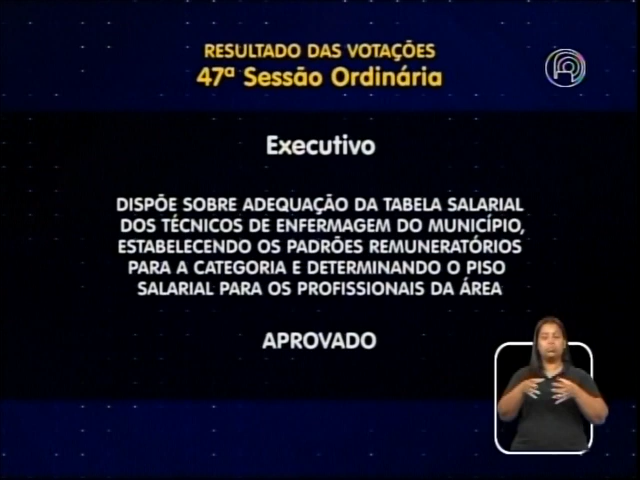 RESULTADO DAS VOTAÇÕES
47ª Sessão Ordinária
Executivo
DISPÕE SOBRE ADEQUAÇÃO DA TABELA SALARIAL
DOS TÉCNICOS DE ENFERMAGEM DO MUNICÍPIO,
ESTABELECENDO OS PADRÕES REMUNERATÓRIOS
PARA A CATEGORIA E DETERMINANDO O PISO
SALARIAL PARA OS PROFISSIONAIS DA ÁREA
APROVADO